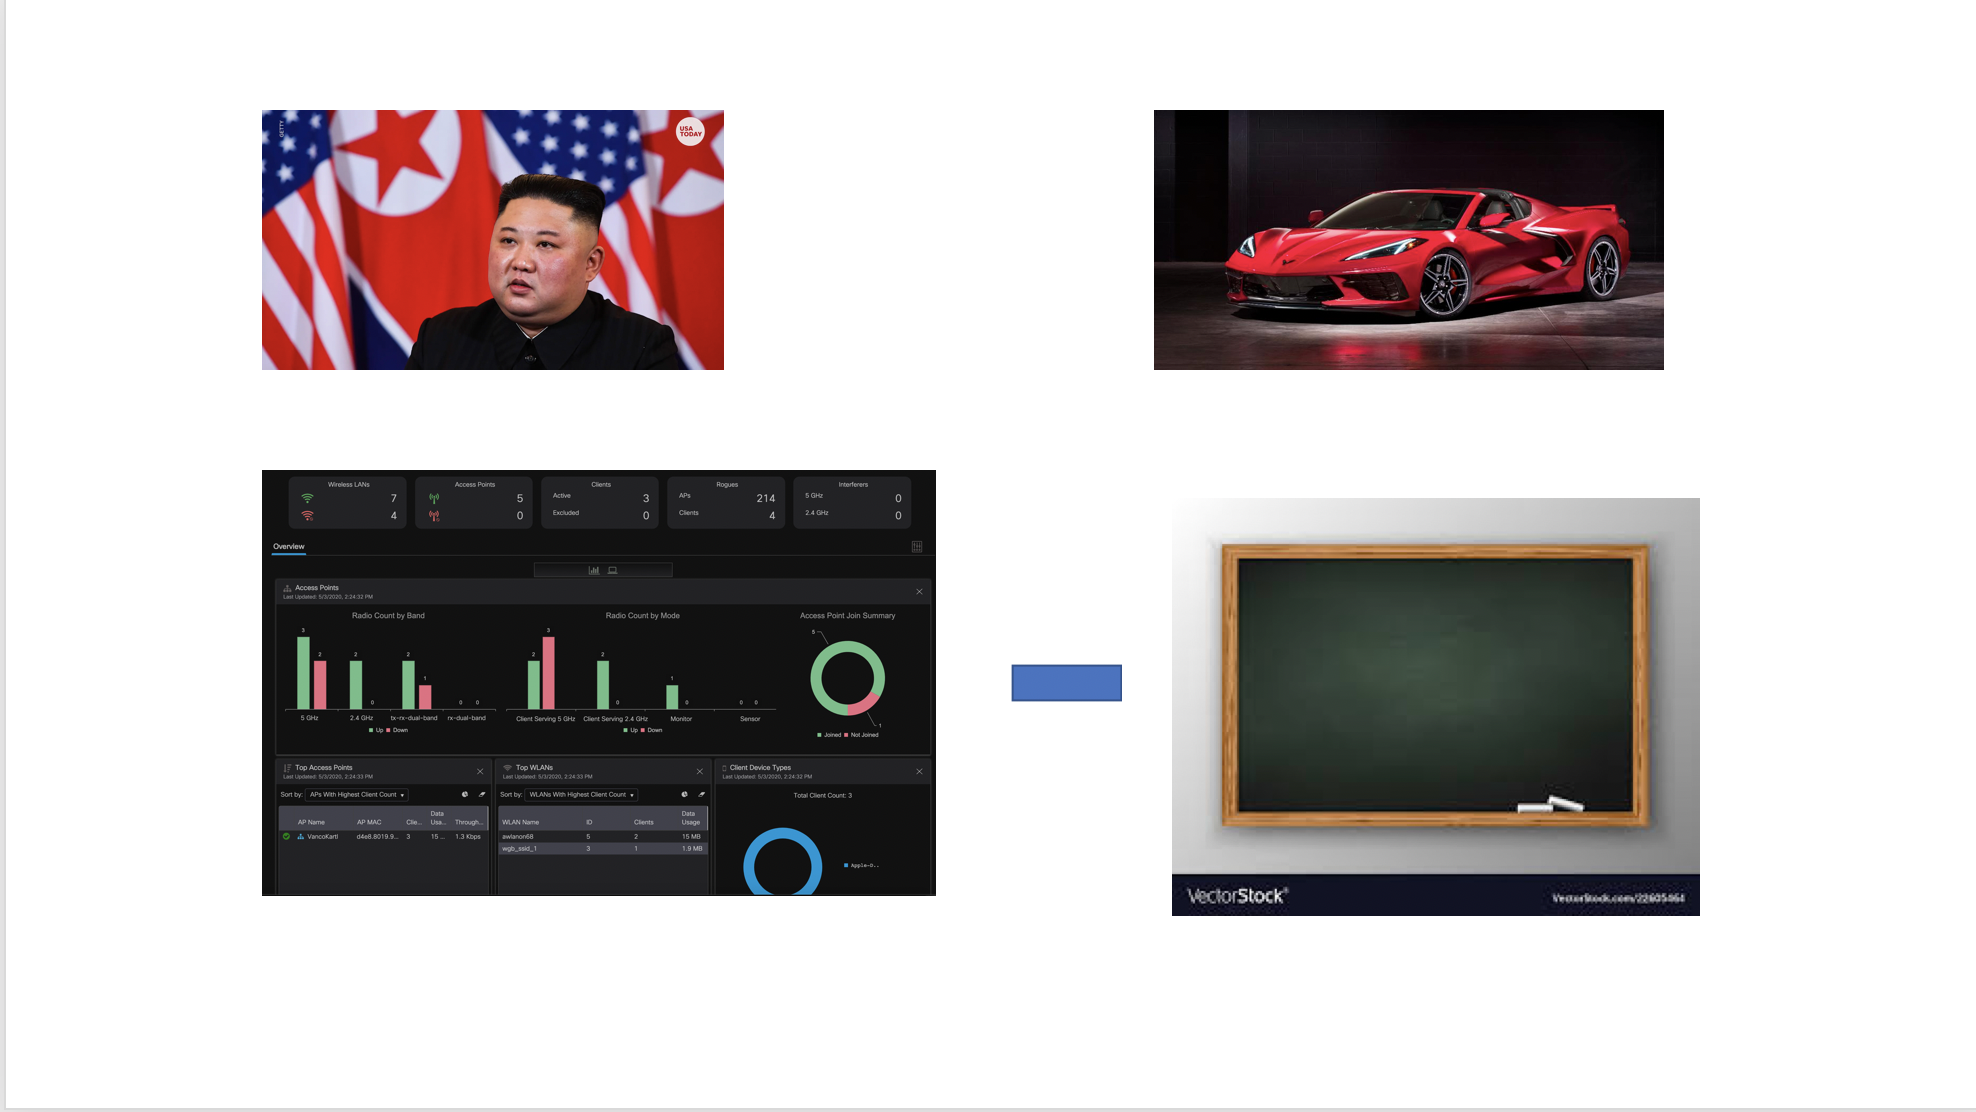 GETTY
USA
TODAY
Wireless LANs
7
4
Access Points
5
0
Clients
Active 3
Excluded 0
Rogues
APs 214
Clients 4
Interferers
5 GHz 0
2.4 GHz 0
Overview
Access Points
Last Updated: 5/3/2020, 2:24:32 PM
Radio Count by Band
3
2
2
0
2
1
0 0
5 GHz 2.4 GHz tx-rx-dual-band rx-dual-band
Up Down
Radio Count by Mode
2
3
2
0
1
0
0 0
Client Serving 5 GHz Client Serving 2.4 GHz Monitor Sensor
Up Down
Access Point Join Summary
5
1
Joined Not Joined
Top Access Points
Last Updated: 5/3/2020, 2:24:33 PM
Sort by: APs With Highest Client Count
AP Name AP MAC Clie... Data Usa... Through...
VancoKartl d4e8.8019.9... 3 15 ... 1.3 Kbps
Top WLANs
Last Updated: 5/3/2020, 2:24:33 PM
Sort by: WLANs With Highest Client Count
WLAN Name ID Clients Data Usage
awlanon68 5 2 15 MB
wgb_ssid_1 3 1 1.9 MB
Client Device Types
Last Updated: 5/3/2020, 2:24:32 PM
Total Client Count: 3
Apple-D..
VectorStock®
VectorStock.com/22605464